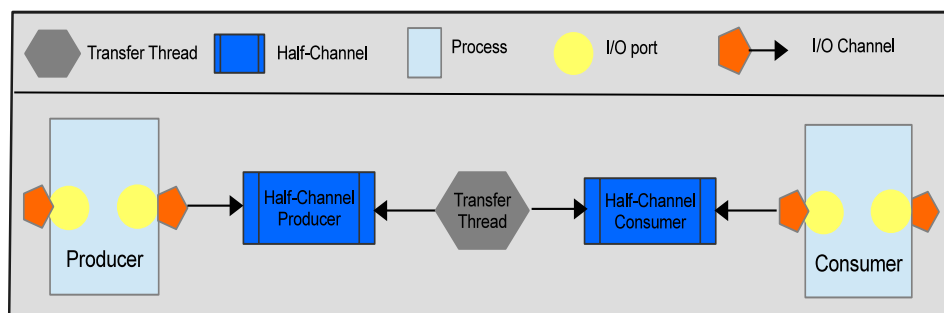 Transfer Thread
Half-Channel
Process
I/O port
I/O Channel
Producer
Half-Channel
Producer
Transfer
Thread
Half-Channel
Consumer
Consumer